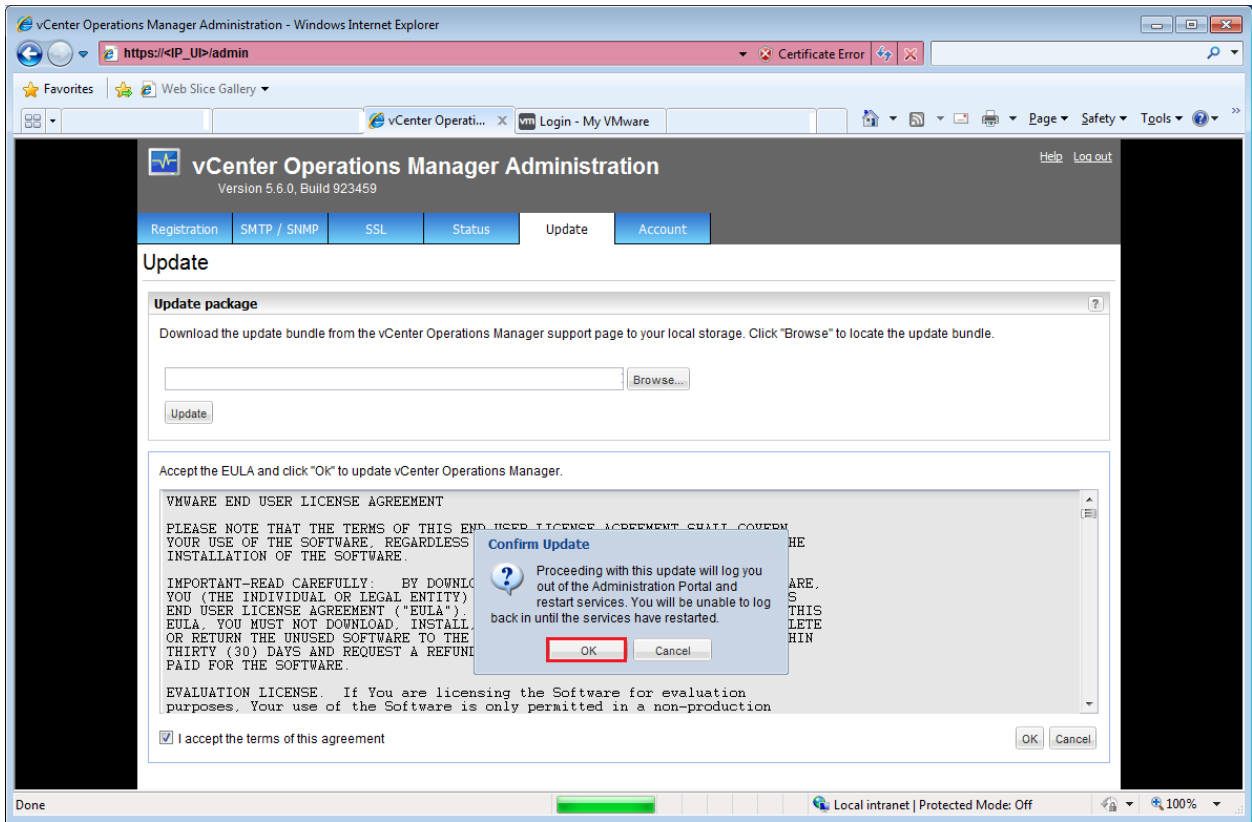 vCenter Operations Manager Administration - Windows Internet Explorer
https://<IP_UI>/admin
Certificate Error
Favorites
Web Slice Gallery
vCenter Operati...
Login - My VMware
Page
Safety
Tools
vCenter Operations Manager Administration
Version 5.6.0, Build 923459
Help Log out
Registration
SMTP / SNMP
SSL
Status
Update
Account
Update
Update package
?
Download the update bundle from the vCenter Operations Manager support page to your local storage. Click "Browse" to locate the update bundle.
Browse...
Update
Accept the EULA and click "Ok" to update vCenter Operations Manager.
VMWARE END USER LICENSE AGREEMENT
PLEASE NOTE THAT THE TERMS OF THIS END USER LICENSE AGREEMENT SHALL GOVERN
YOUR USE OF THE SOFTWARE, REGARDLESS HE
INSTALLATION OF THE SOFTWARE.
IMPORTANT-READ CAREFULLY: BY DOWNLO ARE,
YOU (THE INDIVIDUAL OR LEGAL ENTITY) S
END USER LICENSE AGREEMENT ("EULA"). THIS
EULA, YOU MUST NOT DOWNLOAD, INSTALL, LETE
OR RETURN THE UNUSED SOFTWARE TO THE HIN
THIRTY (30) DAYS AND REQUEST A REFUND
PAID FOR THE SOFTWARE.
EVALUATION LICENSE. If You are licensing the Software for evaluation
purposes, Your use of the Software is only permitted in a non-production
Confirm Update
Proceeding with this update will log you
out of the Administration Portal and
restart services. You will be unable to log
back in until the services have restarted.
OK
Cancel
I accept the terms of this agreement
OK
Cancel
Done
Local intranet | Protected Mode: Off
100%